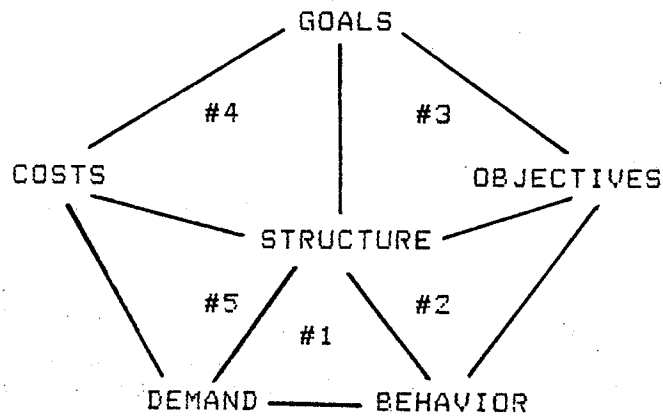 GOALS
#4 #3
COSTS OBJECTIVES
STRUCTURE
#5 #2
#1
DEMAND BEHAVIOR